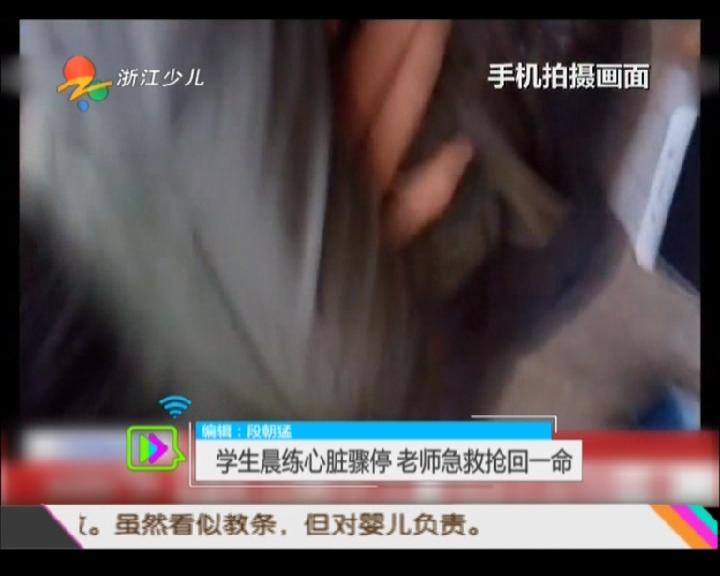 浙江少儿
手机拍摄画面
编辑：段朝猛
学生晨练心脏骤停 老师急救抢回一命
。虽然看似教条，但对婴儿负责。